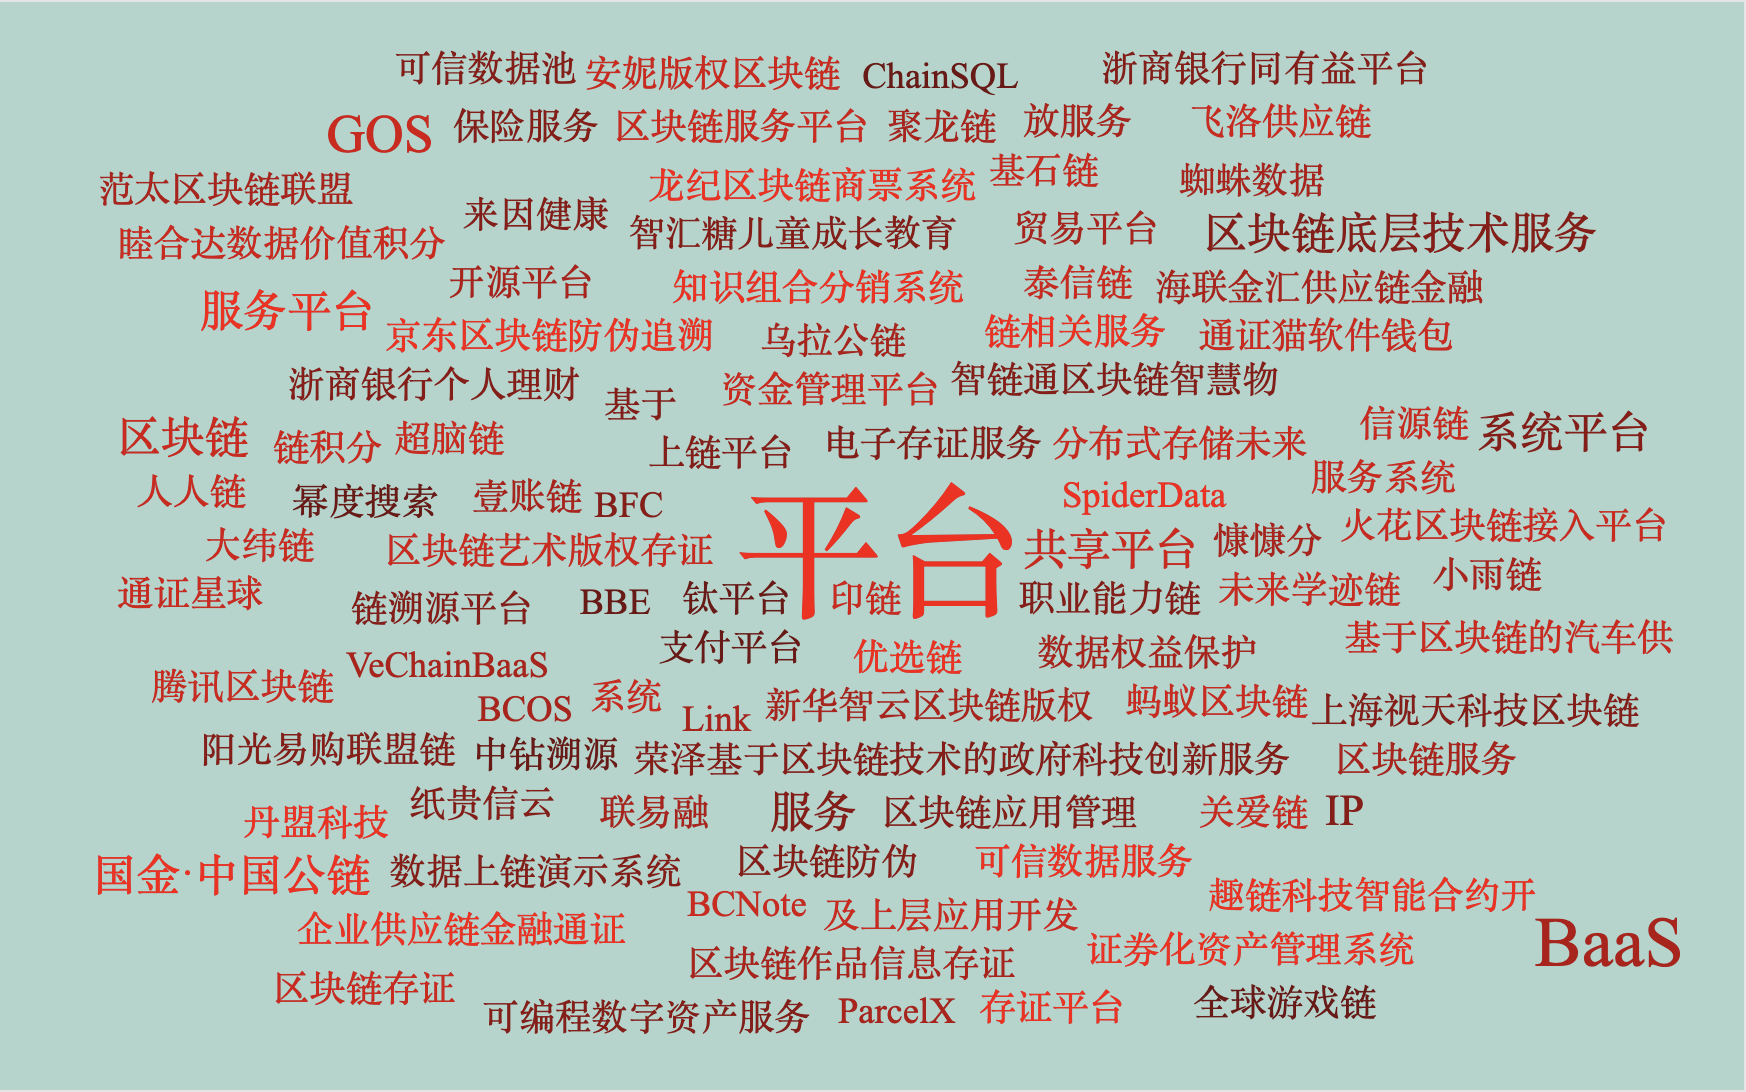 可信数据池
安妮版权区块链
ChainSQL
浙商银行同有益平台
GOS
保险服务
区块链服务平台
聚龙链
放服务
飞洛供应链
范太区块链联盟
龙纪区块链商票系统
基石链
蜘蛛数据
睦合达数据价值积分
来因健康
智汇糖儿童成长教育
贸易平台
区块链底层技术服务
开源平台
知识组合分销系统
泰信链
海联金汇供应链金融
服务平台
京东区块链防伪追溯
乌拉公链
链相关服务
通证猫软件钱包
浙商银行个人理财
基于
资金管理平台
智链通区块链智慧物
区块链
链积分
超脑链
上链平台
电子存证服务
分布式存储未来
信源链
系统平台
人人链
幂度搜索
壹账链
BFC
平台
SpiderData
服务系统
大纬链
区块链艺术版权存证
共享平台
慷慷分
火花区块链接入平台
通证星球
链溯源平台
BBE
钛平台
印链
职业能力链
未来学迹链
小雨链
支付平台
优选链
数据权益保护
基于区块链的汽车供
腾讯区块链
VeChainBaaS
BCOS
系统
Link
新华智云区块链版权
蚂蚁区块链
上海视天科技区块链
阳光易购联盟链
中钻溯源
荣泽基于区块链技术的政府科技创新服务
区块链服务
丹盟科技
纸贵信云
联易融
服务
区块链应用管理
关爱链
IP
国金·中国公链
数据上链演示系统
区块链防伪
可信数据服务
趣链科技智能合约开
企业供应链金融通证
BCNote
及上层应用开发
BaaS
区块链作品信息存证
证券化资产管理系统
区块链存证
可编程数字资产服务
ParcelX
存证平台
全球游戏链